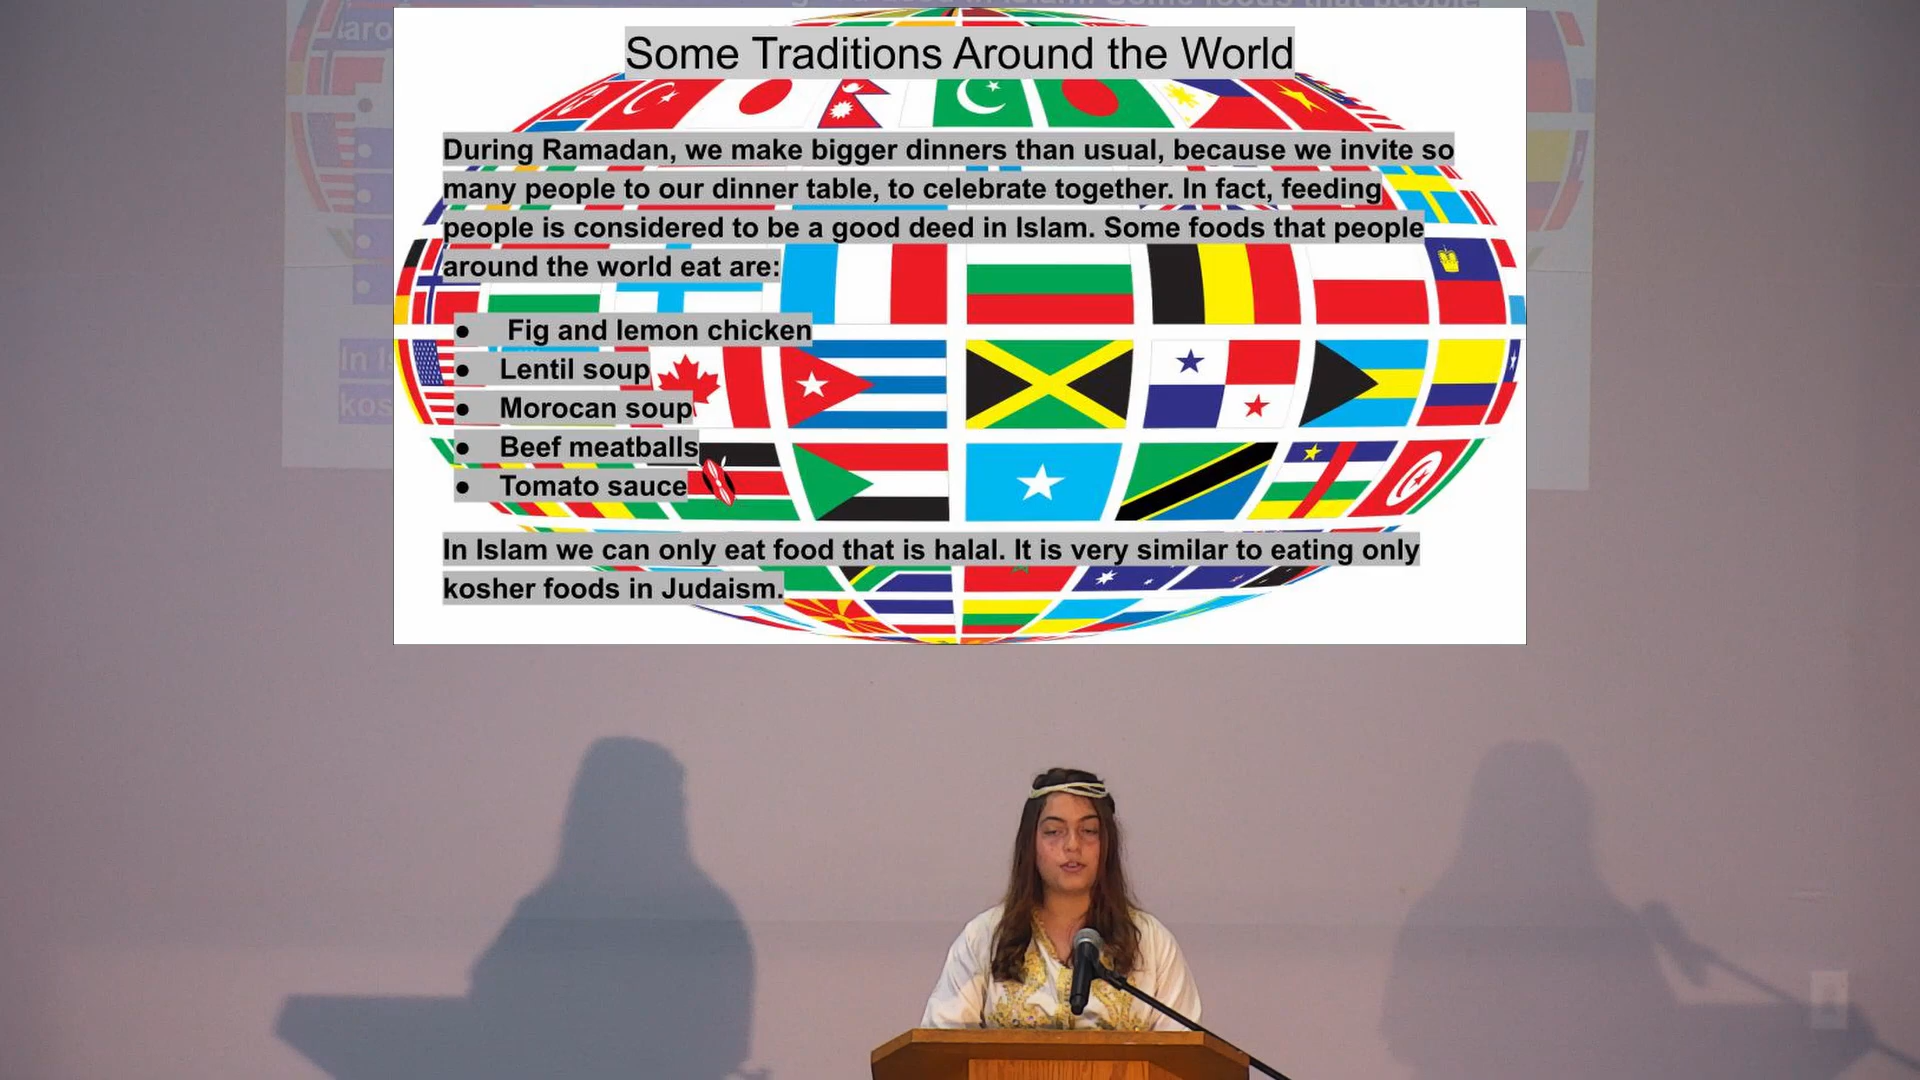 Some Traditions Around the World
During Ramadan, we make bigger dinners than usual, because we invite so
many people to our dinner table, to celebrate together. In fact, feeding
people is considered to be a good deed in Islam. Some foods that people
around the world eat are:
● Fig and lemon chicken
● Lentil soup
● Morocan soup
● Beef meatballs
● Tomato sauce
In Islam we can only eat food that is halal. It is very similar to eating only
kosher foods in Judaism.